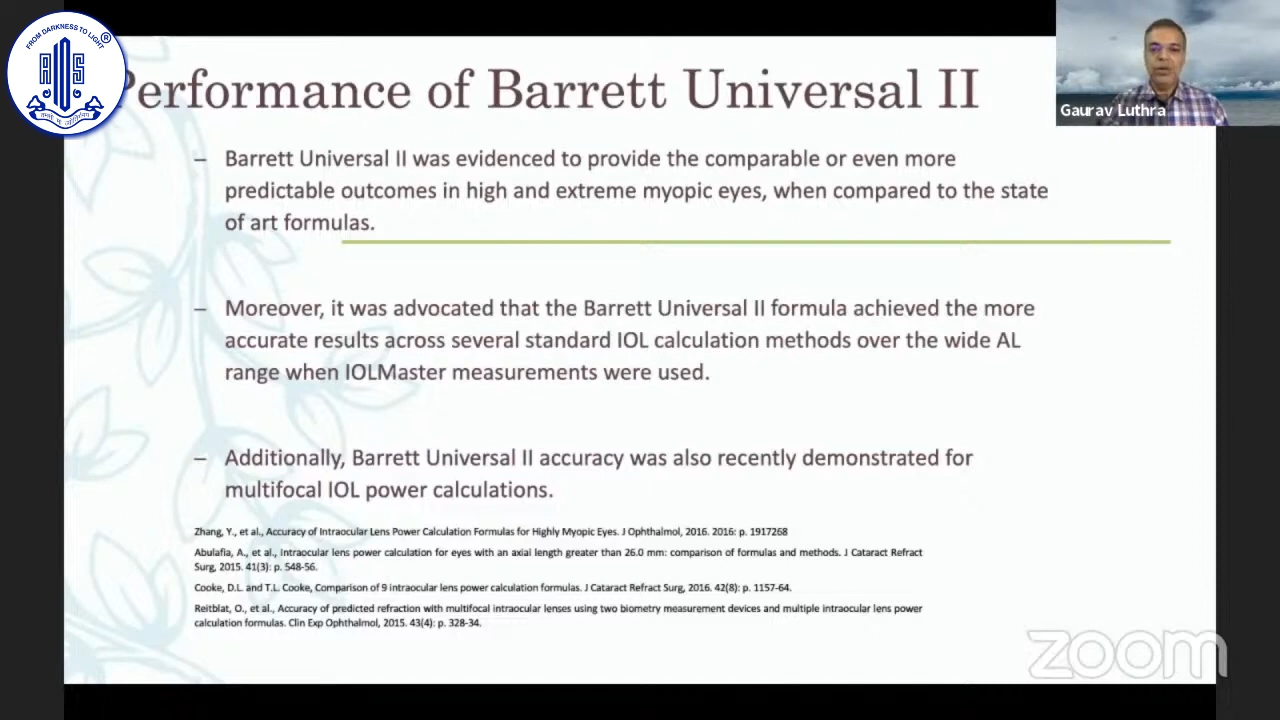 FROM DARKNESS TO LIGHT
®
AIOS
Performance of Barrett Universal II
Gaurav Luthra
– Barrett Universal II was evidenced to provide the comparable or even more
predictable outcomes in high and extreme myopic eyes, when compared to the state
of art formulas.
– Moreover, it was advocated that the Barrett Universal II formula achieved the more
accurate results across several standard IOL calculation methods over the wide AL
range when IOLMaster measurements were used.
– Additionally, Barrett Universal II accuracy was also recently demonstrated for
multifocal IOL power calculations.
Zhang, Y., et al., Accuracy of Intraocular Lens Power Calculation Formulas for Highly Myopic Eyes. J Ophthalmol, 2016. 2016: p. 1917268
Abulafia, A., et al., Intraocular lens power calculation for eyes with an axial length greater than 26.0 mm: comparison of formulas and methods. J Cataract Refract
Surg, 2015. 41(3): p. 548-56.
Cooke, D.L. and T.L. Cooke, Comparison of 9 intraocular lens power calculation formulas. J Cataract Refract Surg, 2016. 42(8): p. 1157-64.
Reitblat, O., et al., Accuracy of predicted refraction with multifocal intraocular lenses using two biometry measurement devices and multiple intraocular lens power
calculation formulas. Clin Exp Ophthalmol, 2015. 43(4): p. 328-34.
zoom